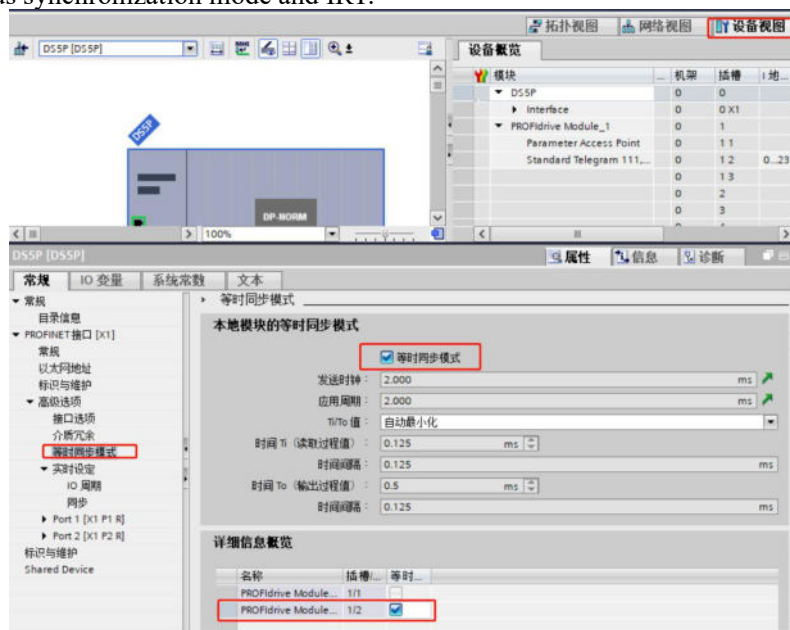 us synchronization mode and IRT.
拓扑视图 网络视图 设备视图
DS5P [DS5P]
设备概览
模块 ... 机架 插槽 I 地...
DS5P 0 0
Interface 0 0 X1
PROFIdrive Module_1 0 1
Parameter Access Point 0 1 1
Standard Telegram 111,... 0 1 2 0...23
0 1 3
0 2
0 3
DS5P
DP-NORM
100%
DS5P [DS5P]
属性 信息 诊断
常规 IO 变量 系统常数 文本
常规
目录信息
PROFINET接口 [X1]
常规
以太网地址
标识与维护
高级选项
接口选项
介质冗余
等时同步模式
实时设定
IO 周期
同步
Port 1 [X1 P1 R]
Port 2 [X1 P2 R]
标识与维护
Shared Device
等时同步模式
本地模块的等时同步模式
等时同步模式
发送时钟: 2.000 ms
应用周期: 2.000 ms
Ti/To 值: 自动最小化
时间 Ti（读取过程值）: 0.125 ms
时间间隔: 0.125 ms
时间 To（输出过程值）: 0.5 ms
时间间隔: 0.125 ms
详细信息概览
名称 插槽/... 等时...
PROFIdrive Module... 1/1
PROFIdrive Module... 1/2